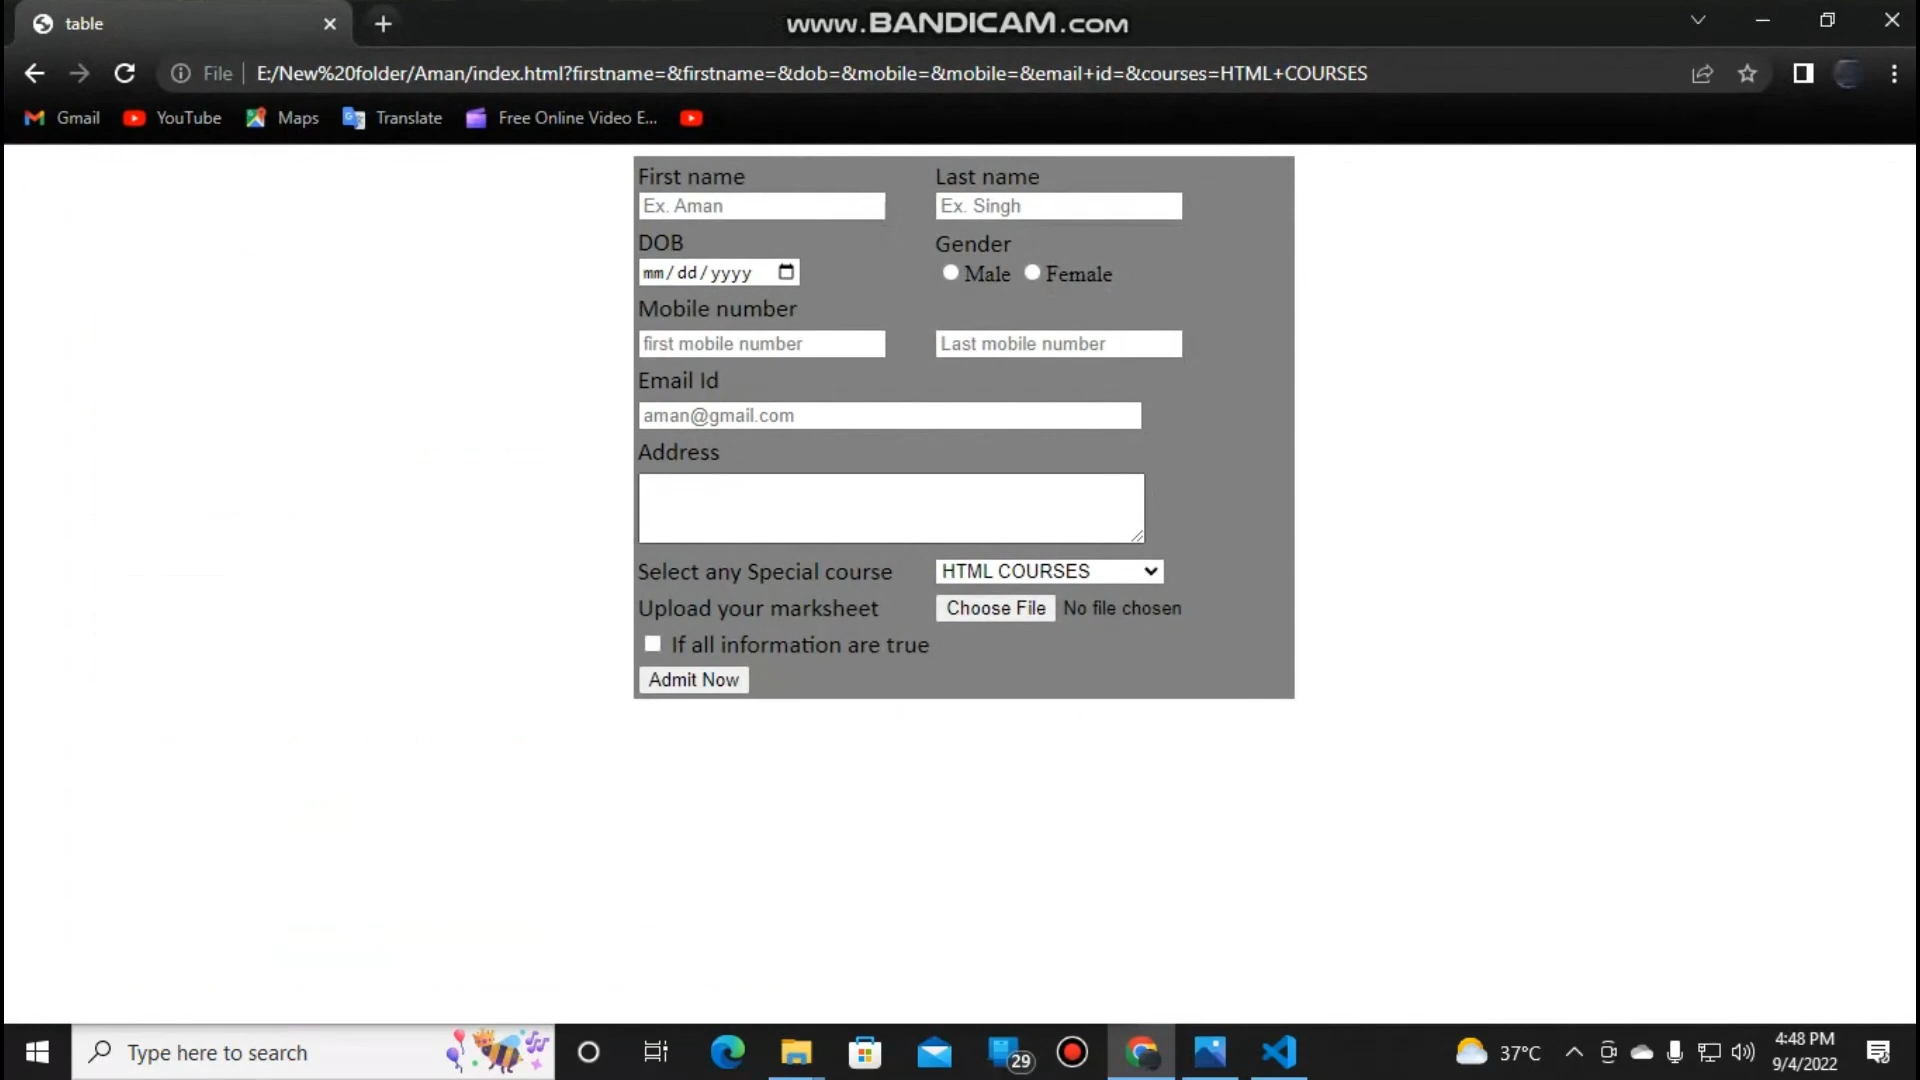 table
www.BANDICAM.com
File
E:/New%20folder/Aman/index.html?firstname=&firstname=&dob=&mobile=&mobile=&email+id=&courses=HTML+COURSES
Gmail
YouTube
Maps
Translate
Free Online Video E...
First name
Last name
Ex. Aman
Ex. Singh
DOB
Gender
mm/dd/yyyy
Male
Female
Mobile number
first mobile number
Last mobile number
Email Id
aman@gmail.com
Address
Select any Special course
HTML COURSES
Upload your marksheet
Choose File
No file chosen
If all information are true
Admit Now
Type here to search
29
37°C
4:48 PM
9/4/2022